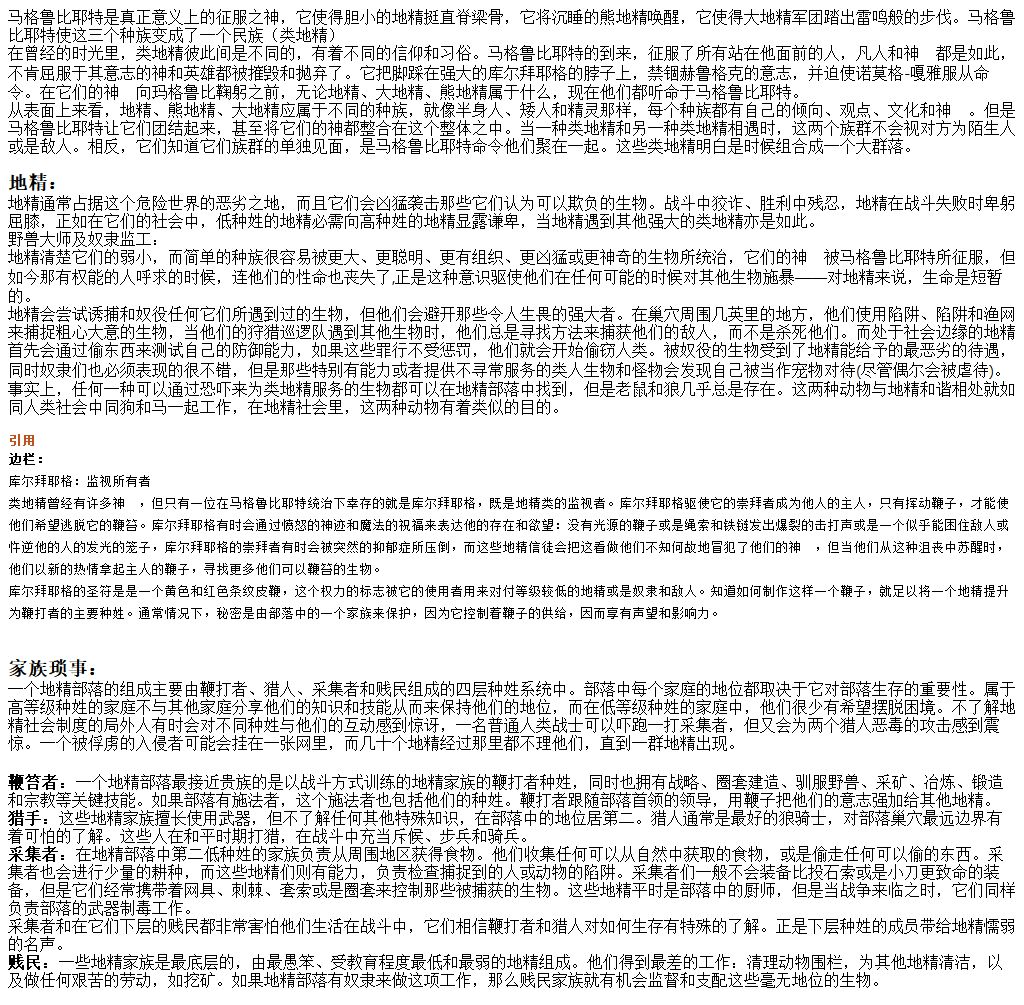 马格鲁比耶特是真正意义上的征服之神，它使得胆小的地精挺直脊梁骨，它将沉睡的熊地精唤醒，它使得大地精军团踏出雷鸣般的步伐。马格鲁
比耶特使这三个种族变成了一个民族（类地精）
在曾经的时光里，类地精彼此间是不同的，有着不同的信仰和习俗。马格鲁比耶特的到来，征服了所有站在他面前的人，凡人和神　都是如此，
不肯屈服于其意志的神和英雄都被摧毁和抛弃了。它把脚踩在强大的库尔拜耶格的脖子上，禁锢赫鲁格克的意志，并迫使诺莫格-嘎雅服从命
令。在它们的神　向玛格鲁比鞠躬之前，无论地精、大地精、熊地精属于什么，现在他们都听命于马格鲁比耶特。
从表面上来看，地精、熊地精、大地精应属于不同的种族，就像半身人、矮人和精灵那样，每个种族都有自己的倾向、观点、文化和神　。但是
马格鲁比耶特让它们团结起来，甚至将它们的神都整合在这个整体之中。当一种类地精和另一种类地精相遇时，这两个族群不会视对方为陌生人
或是敌人。相反，它们知道它们族群的单独见面，是马格鲁比耶特命令他们聚在一起。这些类地精明白是时候组合成一个大群落。
地精：
地精通常占据这个危险世界的恶劣之地，而且它们会凶猛袭击那些它们认为可以欺负的生物。战斗中狡诈、胜利中残忍，地精在战斗失败时卑躬
屈膝，正如在它们的社会中，低种姓的地精必需向高种姓的地精显露谦卑，当地精遇到其他强大的类地精亦是如此。
野兽大师及奴隶监工：
地精清楚它们的弱小，而简单的种族很容易被更大、更聪明、更有组织、更凶猛或更神奇的生物所统治，它们的神　被马格鲁比耶特所征服，但
如今那有权能的人呼求的时候，连他们的性命也丧失了,正是这种意识驱使他们在任何可能的时候对其他生物施暴——对地精来说，生命是短暂
的。
地精会尝试诱捕和奴役任何它们所遇到过的生物，但他们会避开那些令人生畏的强大者。在巢穴周围几英里的地方，他们使用陷阱、陷阱和渔网
来捕捉粗心大意的生物，当他们的狩猎巡逻队遇到其他生物时，他们总是寻找方法来捕获他们的敌人，而不是杀死他们。而处于社会边缘的地精
首先会通过偷东西来测试自己的防御能力，如果这些罪行不受惩罚，他们就会开始偷窃人类。被奴役的生物受到了地精能给予的最恶劣的待遇，
同时奴隶们也必须表现的很不错，但是那些特别有能力或者提供不寻常服务的类人生物和怪物会发现自己被当作宠物对待(尽管偶尔会被虐待)。
事实上，任何一种可以通过恐吓来为类地精服务的生物都可以在地精部落中找到，但是老鼠和狼几乎总是存在。这两种动物与地精和谐相处就如
同人类社会中同狗和马一起工作，在地精社会里，这两种动物有着类似的目的。
引用
边栏：
库尔拜耶格：监视所有者
类地精曾经有许多神　，但只有一位在马格鲁比耶特统治下幸存的就是库尔拜耶格，既是地精类的监视者。库尔拜耶格驱使它的崇拜者成为他人的主人，只有挥动鞭子，才能使
他们希望逃脱它的鞭笞。库尔拜耶格有时会通过愤怒的神迹和魔法的祝福来表达他的存在和欲望：没有光源的鞭子或是绳索和铁链发出爆裂的击打声或是一个似乎能困住敌人或
忤逆他的人的发光的笼子，库尔拜耶格的崇拜者有时会被突然的抑郁症所压倒，而这些地精信徒会把这看做他们不知何故地冒犯了他们的神　，但当他们从这种沮丧中苏醒时，
他们以新的热情拿起主人的鞭子，寻找更多他们可以鞭笞的生物。
库尔拜耶格的圣符是是一个黄色和红色条纹皮鞭，这个权力的标志被它的使用者用来对付等级较低的地精或是奴隶和敌人。知道如何制作这样一个鞭子，就足以将一个地精提升
为鞭打者的主要种姓。通常情况下，秘密是由部落中的一个家族来保护，因为它控制着鞭子的供给，因而享有声望和影响力。
家族琐事：
一个地精部落的组成主要由鞭打者、猎人、采集者和贱民组成的四层种姓系统中。部落中每个家庭的地位都取决于它对部落生存的重要性。属于
高等级种姓的家庭不与其他家庭分享他们的知识和技能从而来保持他们的地位，而在低等级种姓的家庭中，他们很少有希望摆脱困境。不了解地
精社会制度的局外人有时会对不同种姓与他们的互动感到惊讶，一名普通人类战士可以吓跑一打采集者，但又会为两个猎人恶毒的攻击感到震
惊。一个被俘虏的入侵者可能会挂在一张网里，而几十个地精经过那里都不理他们，直到一群地精出现。
鞭笞者：一个地精部落最接近贵族的是以战斗方式训练的地精家族的鞭打者种姓，同时也拥有战略、圈套建造、驯服野兽、采矿、冶炼、锻造
和宗教等关键技能。如果部落有施法者，这个施法者也包括他们的种姓。鞭打者跟随部落首领的领导，用鞭子把他们的意志强加给其他地精。
猎手：这些地精家族擅长使用武器，但不了解任何其他特殊知识，在部落中的地位居第二。猎人通常是最好的狼骑士，对部落巢穴最远边界有
着可怕的了解。这些人在和平时期打猎，在战斗中充当斥候、步兵和骑兵。
采集者：在地精部落中第二低种姓的家族负责从周围地区获得食物。他们收集任何可以从自然中获取的食物，或是偷走任何可以偷的东西。采
集者也会进行少量的耕种，而这些地精们则有能力，负责检查捕捉到的人或动物的陷阱。采集者们一般不会装备比投石索或是小刀更致命的装
备，但是它们经常携带着网具、刺棘、套索或是圈套来控制那些被捕获的生物。这些地精平时是部落中的厨师，但是当战争来临之时，它们同样
负责部落的武器制毒工作。
采集者和在它们下层的贱民都非常害怕他们生活在战斗中，它们相信鞭打者和猎人对如何生存有特殊的了解。正是下层种姓的成员带给地精懦弱
的名声。
贱民：一些地精家族是最底层的，由最愚笨、受教育程度最低和最弱的地精组成。他们得到最差的工作：清理动物围栏，为其他地精清洁，以
及做任何艰苦的劳动，如挖矿。如果地精部落有奴隶来做这项工作，那么贱民家族就有机会监督和支配这些毫无地位的生物。